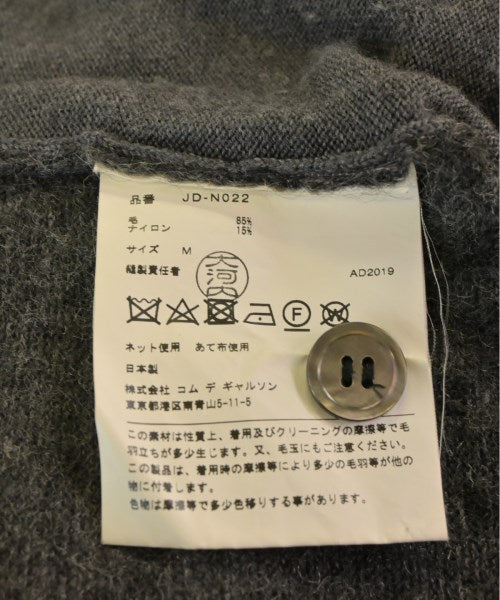 品番 JD-N022
毛 85%
ナイロン 15%
サイズ M
縫製責任者 大河内
AD2019
F W
ネット使用 あて布使用
日本製
株式会社 コム デ ギャルソン
東京都港区南青山5-11-5
この素材は性質上、着用及びクリーニングの摩擦等で毛
羽立ちが多少生じます。又、毛玉にもご注意ください。
この製品は、着用時の摩擦等により多少の毛羽等が他の
物に付着します。
色物は摩擦等で多少色移りする事があります。